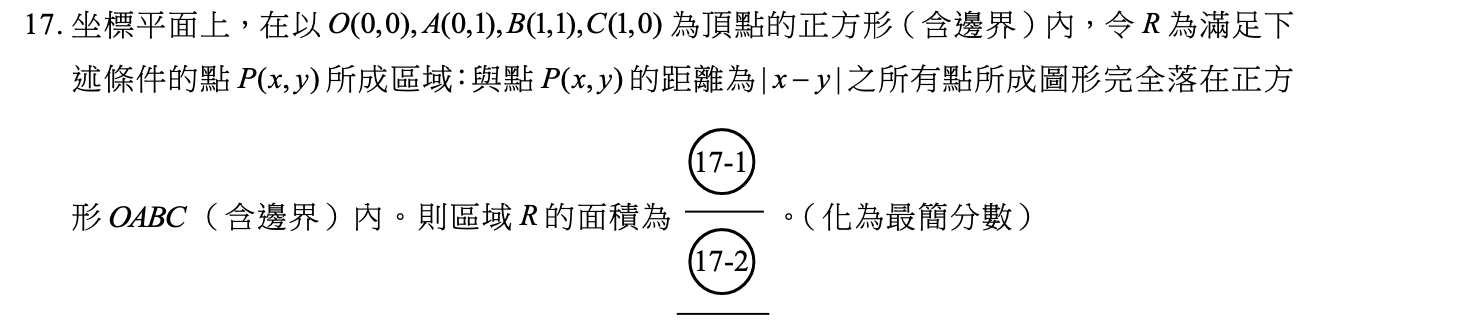 17. 坐標平面上，在以 O(0,0), A(0,1), B(1,1), C(1,0) 為頂點的正方形（含邊界）內，令 R 為滿足下
述條件的點 P(x, y) 所成區域：與點 P(x, y) 的距離為 |x − y| 之所有點所成圖形完全落在正方
17-1
形 OABC（含邊界）內。則區域 R 的面積為 。（化為最簡分數）
17-2